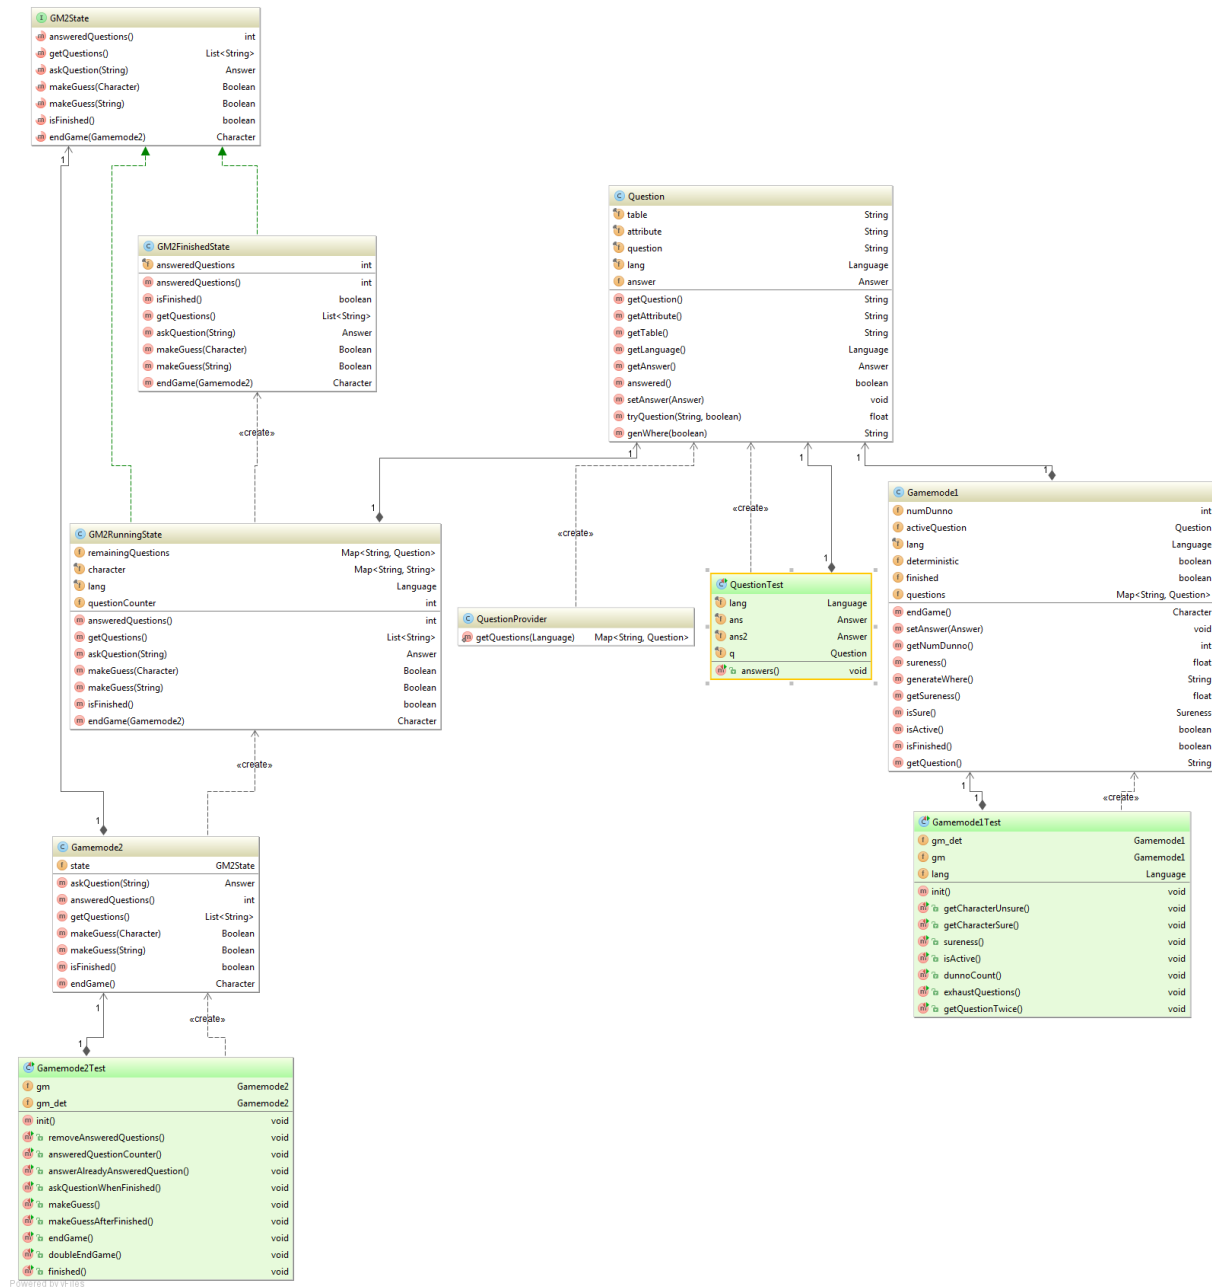 GM2State
answeredQuestions() int
getQuestions() List<String>
askQuestion(String) Answer
makeGuess(Character) Boolean
makeGuess(String) Boolean
isFinished() boolean
endGame(Gamemode2) Character
1
GM2FinishedState
answeredQuestions int
answeredQuestions() int
isFinished() boolean
getQuestions() List<String>
askQuestion(String) Answer
makeGuess(Character) Boolean
makeGuess(String) Boolean
endGame(Gamemode2) Character
«create»
Question
table String
attribute String
question String
lang Language
answer Answer
getQuestion() String
getAttribute() String
getTable() String
getLanguage() Language
getAnswer() Answer
answered() boolean
setAnswer(Answer) void
tryQuestion(String, boolean) float
genWhere(boolean) String
1
1
1
1
1
1
«create»
«create»
GM2RunningState
remainingQuestions Map<String, Question>
character Map<String, String>
lang Language
questionCounter int
answeredQuestions() int
getQuestions() List<String>
askQuestion(String) Answer
makeGuess(Character) Boolean
makeGuess(String) Boolean
isFinished() boolean
endGame(Gamemode2) Character
«create»
QuestionProvider
getQuestions(Language) Map<String, Question>
QuestionTest
lang Language
ans Answer
ans2 Answer
q Question
answers() void
Gamemode1
numDunno int
activeQuestion Question
lang Language
deterministic boolean
finished boolean
questions Map<String, Question>
endGame() Character
setAnswer(Answer) void
getNumDunno() int
sureness() float
generateWhere() String
getSureness() float
isSure() Sureness
isActive() boolean
isFinished() boolean
getQuestion() String
1
1
«create»
Gamemode1Test
gm_det Gamemode1
gm Gamemode1
lang Language
init() void
getCharacterUnsure() void
getCharacterSure() void
sureness() void
isActive() void
dunnoCount() void
exhaustQuestions() void
getQuestionTwice() void
1
Gamemode2
state GM2State
askQuestion(String) Answer
answeredQuestions() int
getQuestions() List<String>
makeGuess(Character) Boolean
makeGuess(String) Boolean
isFinished() boolean
endGame() Character
1
1
«create»
Gamemode2Test
gm Gamemode2
gm_det Gamemode2
init() void
removeAnsweredQuestions() void
answeredQuestionCounter() void
answerAlreadyAnsweredQuestion() void
askQuestionWhenFinished() void
makeGuess() void
makeGuessAfterFinished() void
endGame() void
doubleEndGame() void
finished() void
Powered by yFiles